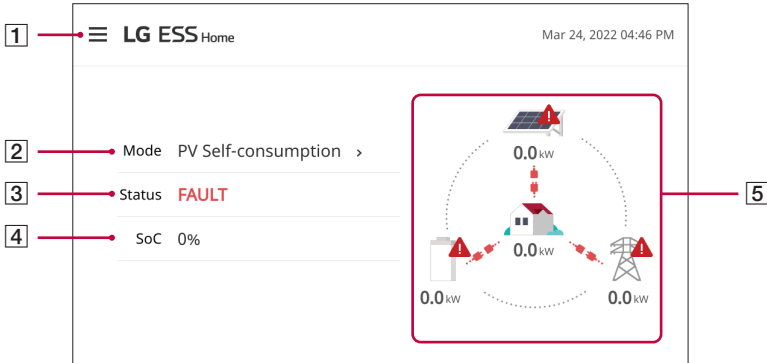 1
LG ESS Home
Mar 24, 2022 04:46 PM
0.0 kW
2
Mode PV Self-consumption >
3
Status FAULT
5
4
SoC 0%
0.0 kW
0.0 kW
0.0 kW